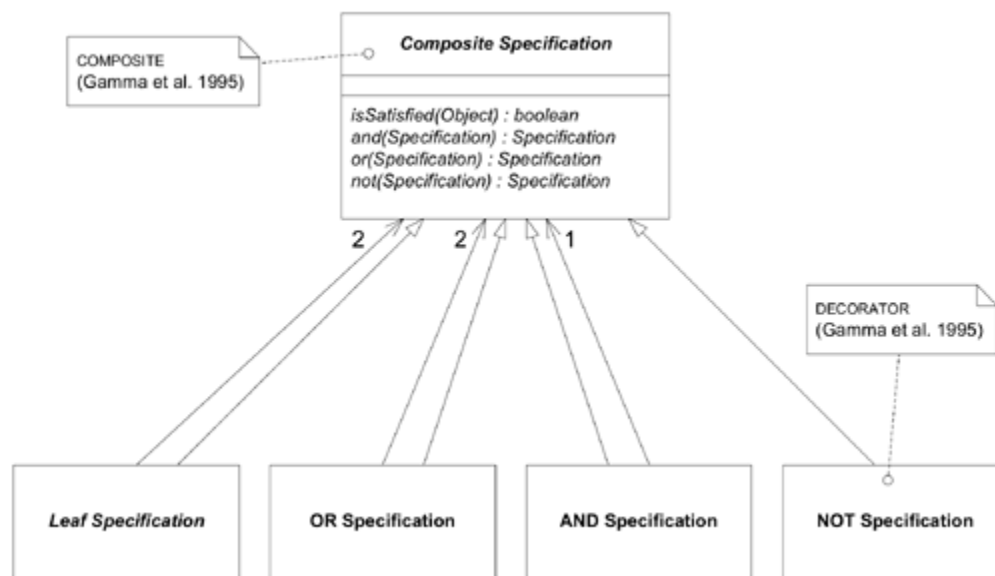 Composite Specification
COMPOSITE
(Gamma et al. 1995)
isSatisfied(Object) : boolean
and(Specification) : Specification
or(Specification) : Specification
not(Specification) : Specification
2
2
1
DECORATOR
(Gamma et al. 1995)
Leaf Specification
OR Specification
AND Specification
NOT Specification